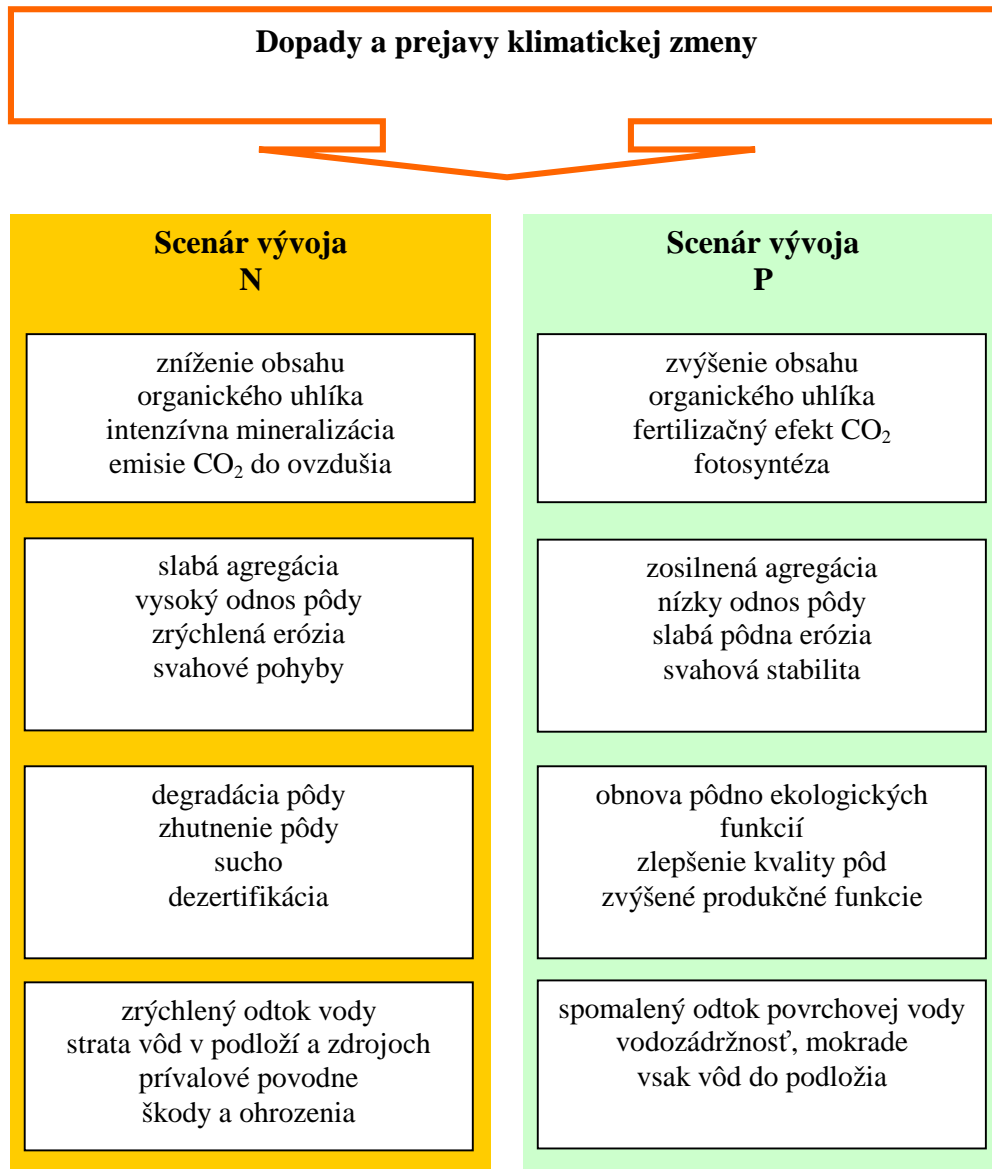 Dopady a prejavy klimatickej zmeny
Scenár vývoja
N
zníženie obsahu
organického uhlíka
intenzívna mineralizácia
emisie CO₂ do ovzdušia
slabá agregácia
vysoký odnos pôdy
zrýchlená erózia
svahové pohyby
degradácia pôdy
zhutnenie pôdy
sucho
dezertifikácia
zrýchlený odtok vody
strata vôd v podloží a zdrojoch
prívalové povodne
škody a ohrozenia
Scenár vývoja
P
zvýšenie obsahu
organického uhlíka
fertilizačný efekt CO₂
fotosyntéza
zosilnená agregácia
nízky odnos pôdy
slabá pôdna erózia
svahová stabilita
obnova pôdno ekologických
funkcií
zlepšenie kvality pôd
zvýšené produkčné funkcie
spomalený odtok povrchovej vody
vodozádržnosť, mokrade
vsak vôd do podložia